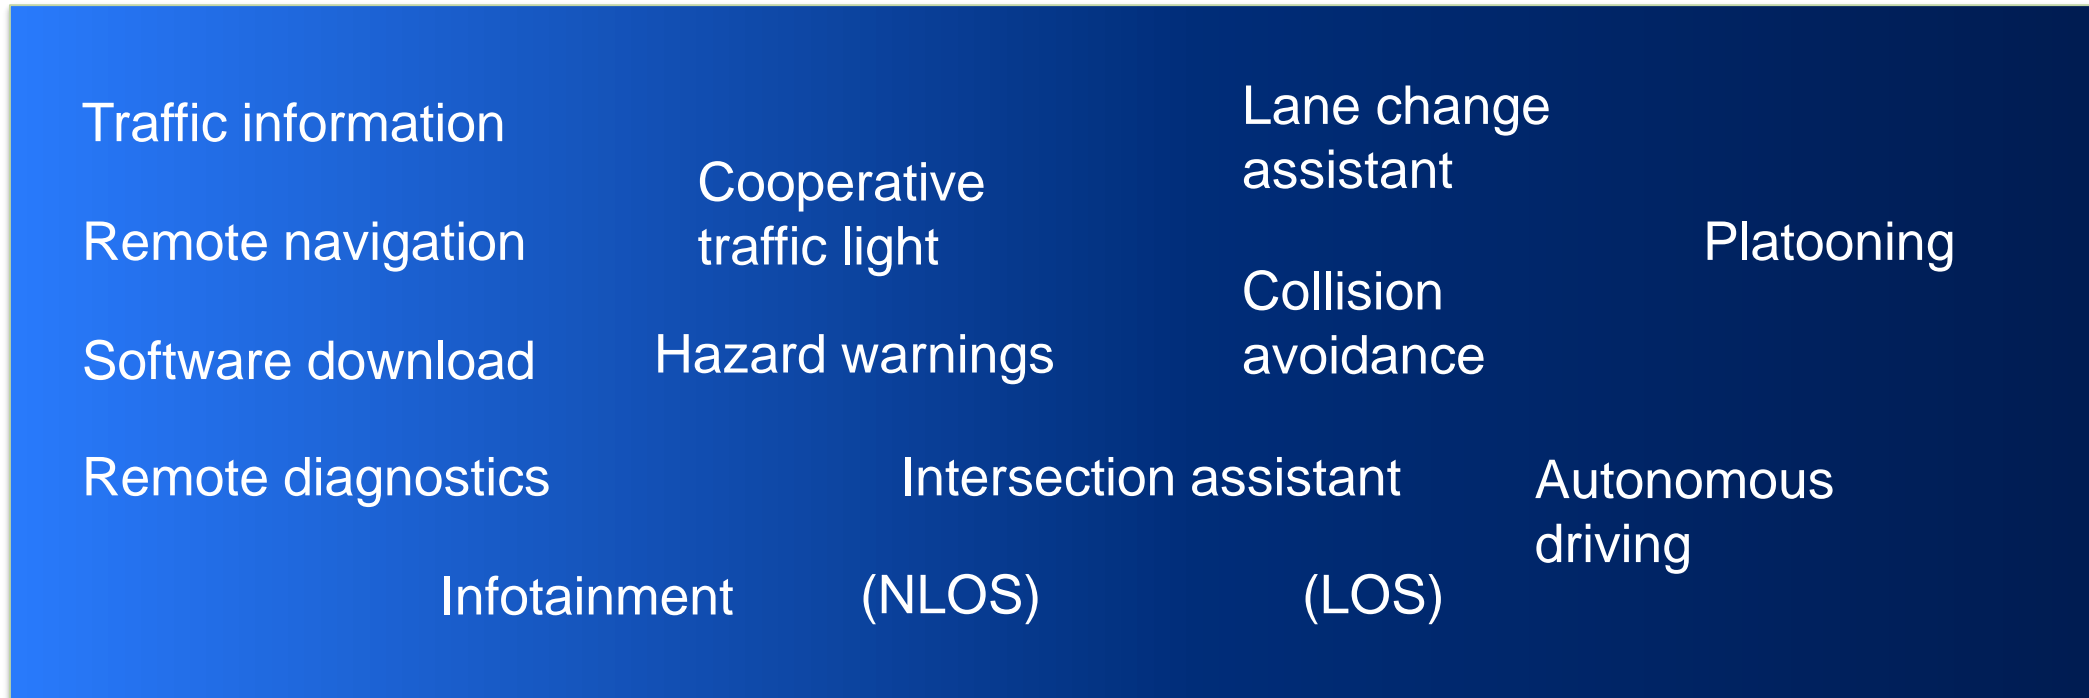 Traffic information
Remote navigation
Software download
Remote diagnostics
Infotainment
Cooperative
traffic light
Hazard warnings
Intersection assistant
(NLOS)
(LOS)
Lane change
assistant
Collision
avoidance
Platooning
Autonomous
driving